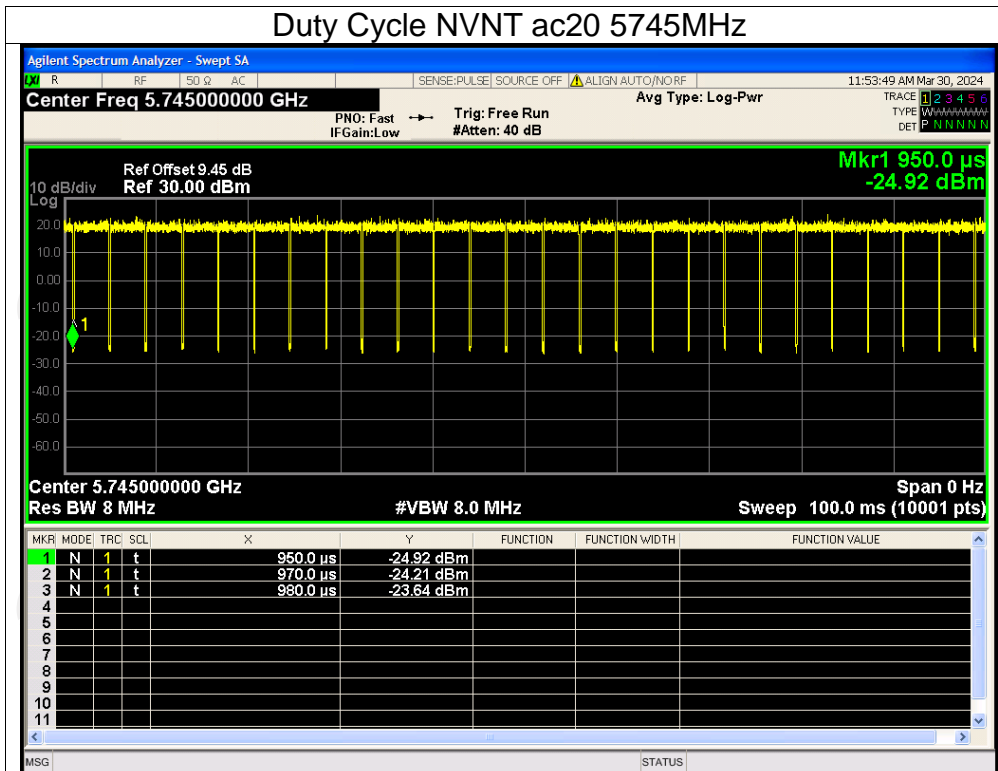 Duty Cycle NVNT ac20 5745MHz
Agilent Spectrum Analyzer - Swept SA
LXI R RF 50 Ω AC SENSE:PULSE SOURCE OFF ALIGN AUTO/NO RF 11:53:49 AM Mar 30, 2024
Center Freq 5.745000000 GHz Avg Type: Log-Pwr TRACE 1 2 3 4 5 6
PNO: Fast Trig: Free Run TYPE WWWWWW
IFGain:Low #Atten: 40 dB DET P N N N N N
Mkr1 950.0 µs
Ref Offset 9.45 dB
10 dB/div Ref 30.00 dBm -24.92 dBm
Log
20.0
10.0
0.00
-10.0
1
-20.0
-30.0
-40.0
-50.0
-60.0
Center 5.745000000 GHz Span 0 Hz
Res BW 8 MHz #VBW 8.0 MHz Sweep 100.0 ms (10001 pts)
MKR MODE TRC SCL X Y FUNCTION FUNCTION WIDTH FUNCTION VALUE
1 N 1 t 950.0 µs -24.92 dBm
2 N 1 t 970.0 µs -24.21 dBm
3 N 1 t 980.0 µs -23.64 dBm
4
5
6
7
8
9
10
11
MSG STATUS